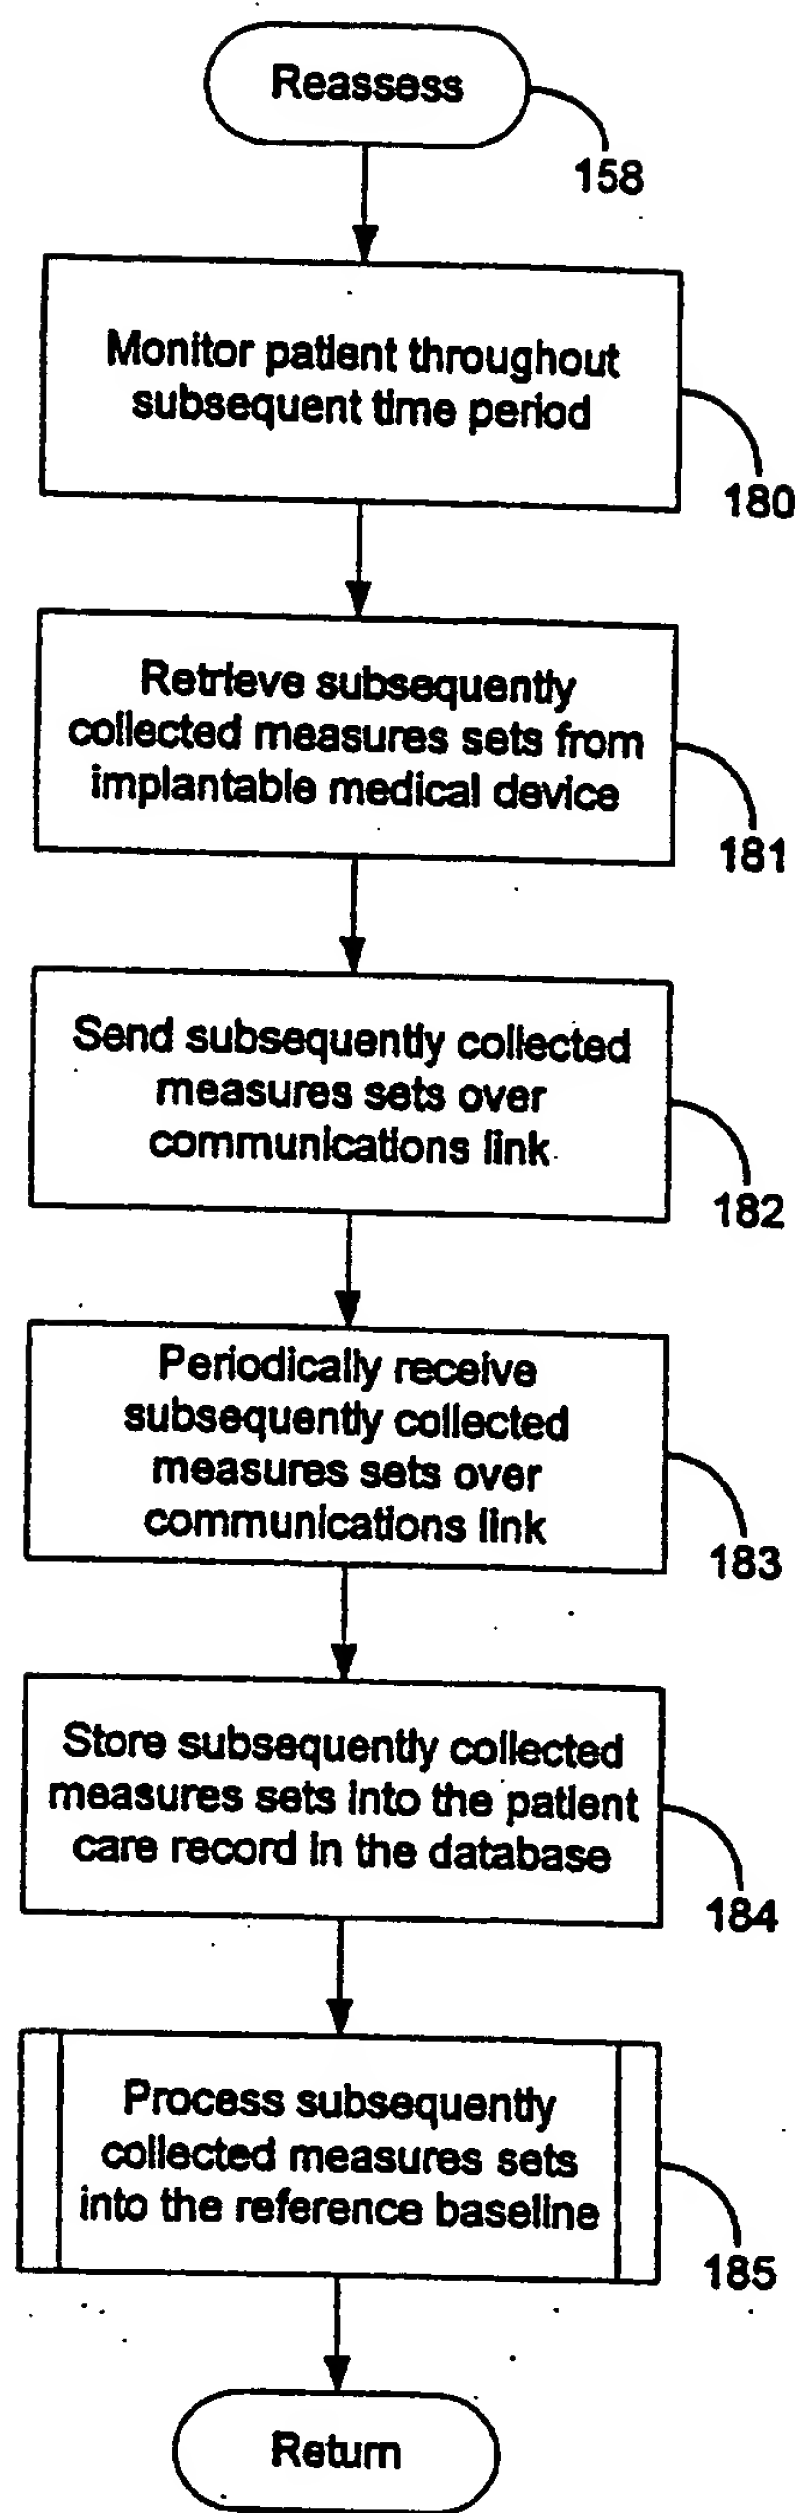 Reassess
158
Monitor patient throughout
subsequent time period
180
Retrieve subsequently
collected measures sets from
implantable medical device
181
Send subsequently collected
measures sets over
communications link
182
Periodically receive
subsequently collected
measures sets over
communications link
183
Store subsequently collected
measures sets into the patient
care record in the database
184
Process subsequently
collected measures sets
into the reference baseline
185
Return